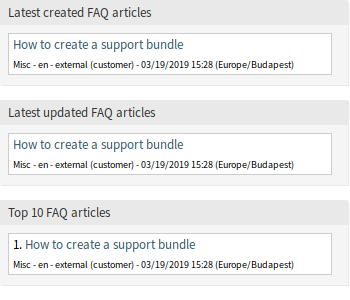 Latest created FAQ articles
How to create a support bundle
Misc - en - external (customer) - 03/19/2019 15:28 (Europe/Budapest)
Latest updated FAQ articles
How to create a support bundle
Misc - en - external (customer) - 03/19/2019 15:28 (Europe/Budapest)
Top 10 FAQ articles
1. How to create a support bundle
Misc - en - external (customer) - 03/19/2019 15:28 (Europe/Budapest)